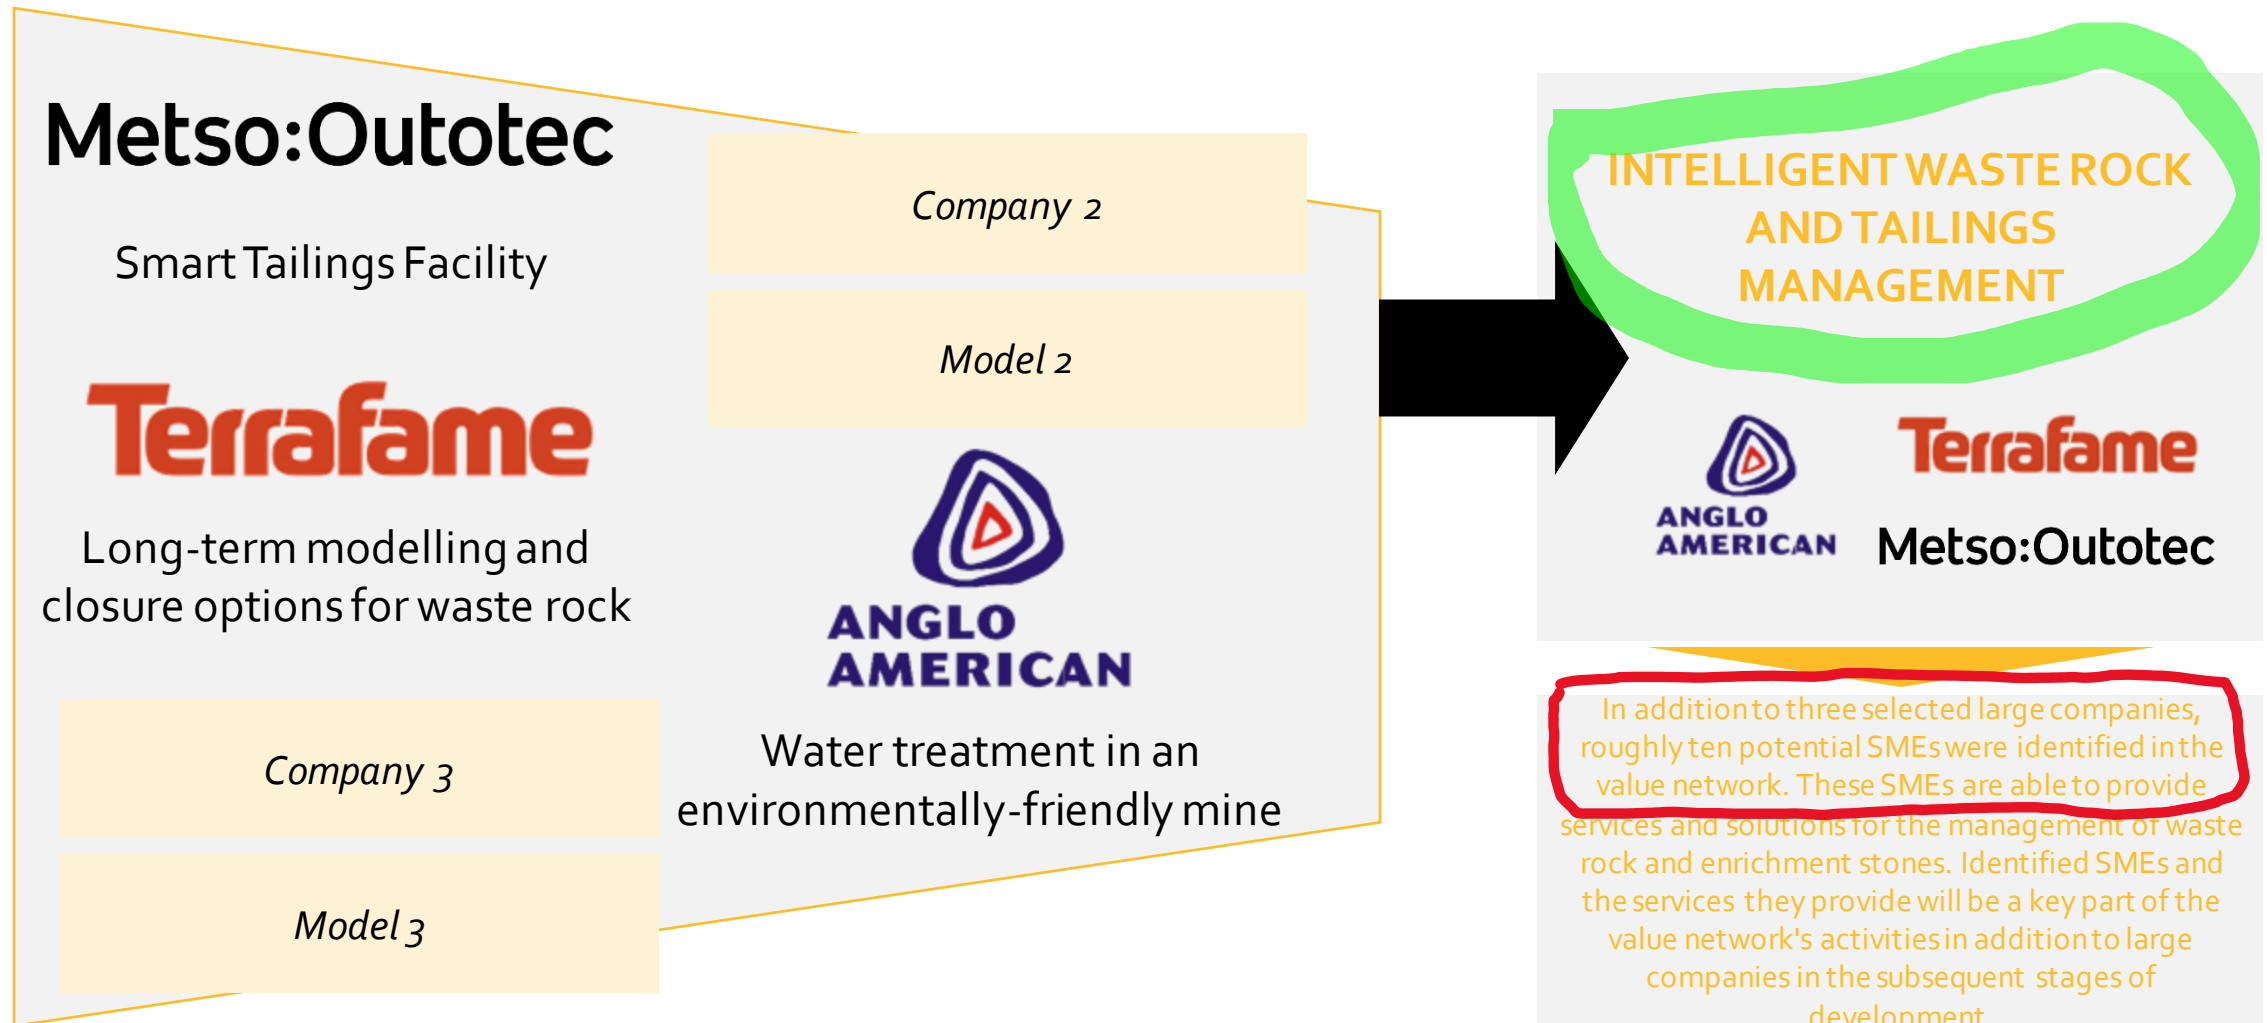 Metso:Outotec
Smart Tailings Facility
Terrafame
Long-term modelling and
closure options for waste rock
Company 3
Model 3
Company 2
Model 2
ANGLO
AMERICAN
Water treatment in an
environmentally-friendly mine
INTELLIGENT WASTE ROCK
AND TAILINGS
MANAGEMENT
ANGLO
AMERICAN
Terrafame
Metso:Outotec
In addition to three selected large companies,
roughly ten potential SMEs were identified in the
value network. These SMEs are able to provide
services and solutions for the management of waste
rock and enrichment stones. Identified SMEs and
the services they provide will be a key part of the
value network's activities in addition to large
companies in the subsequent stages of
development